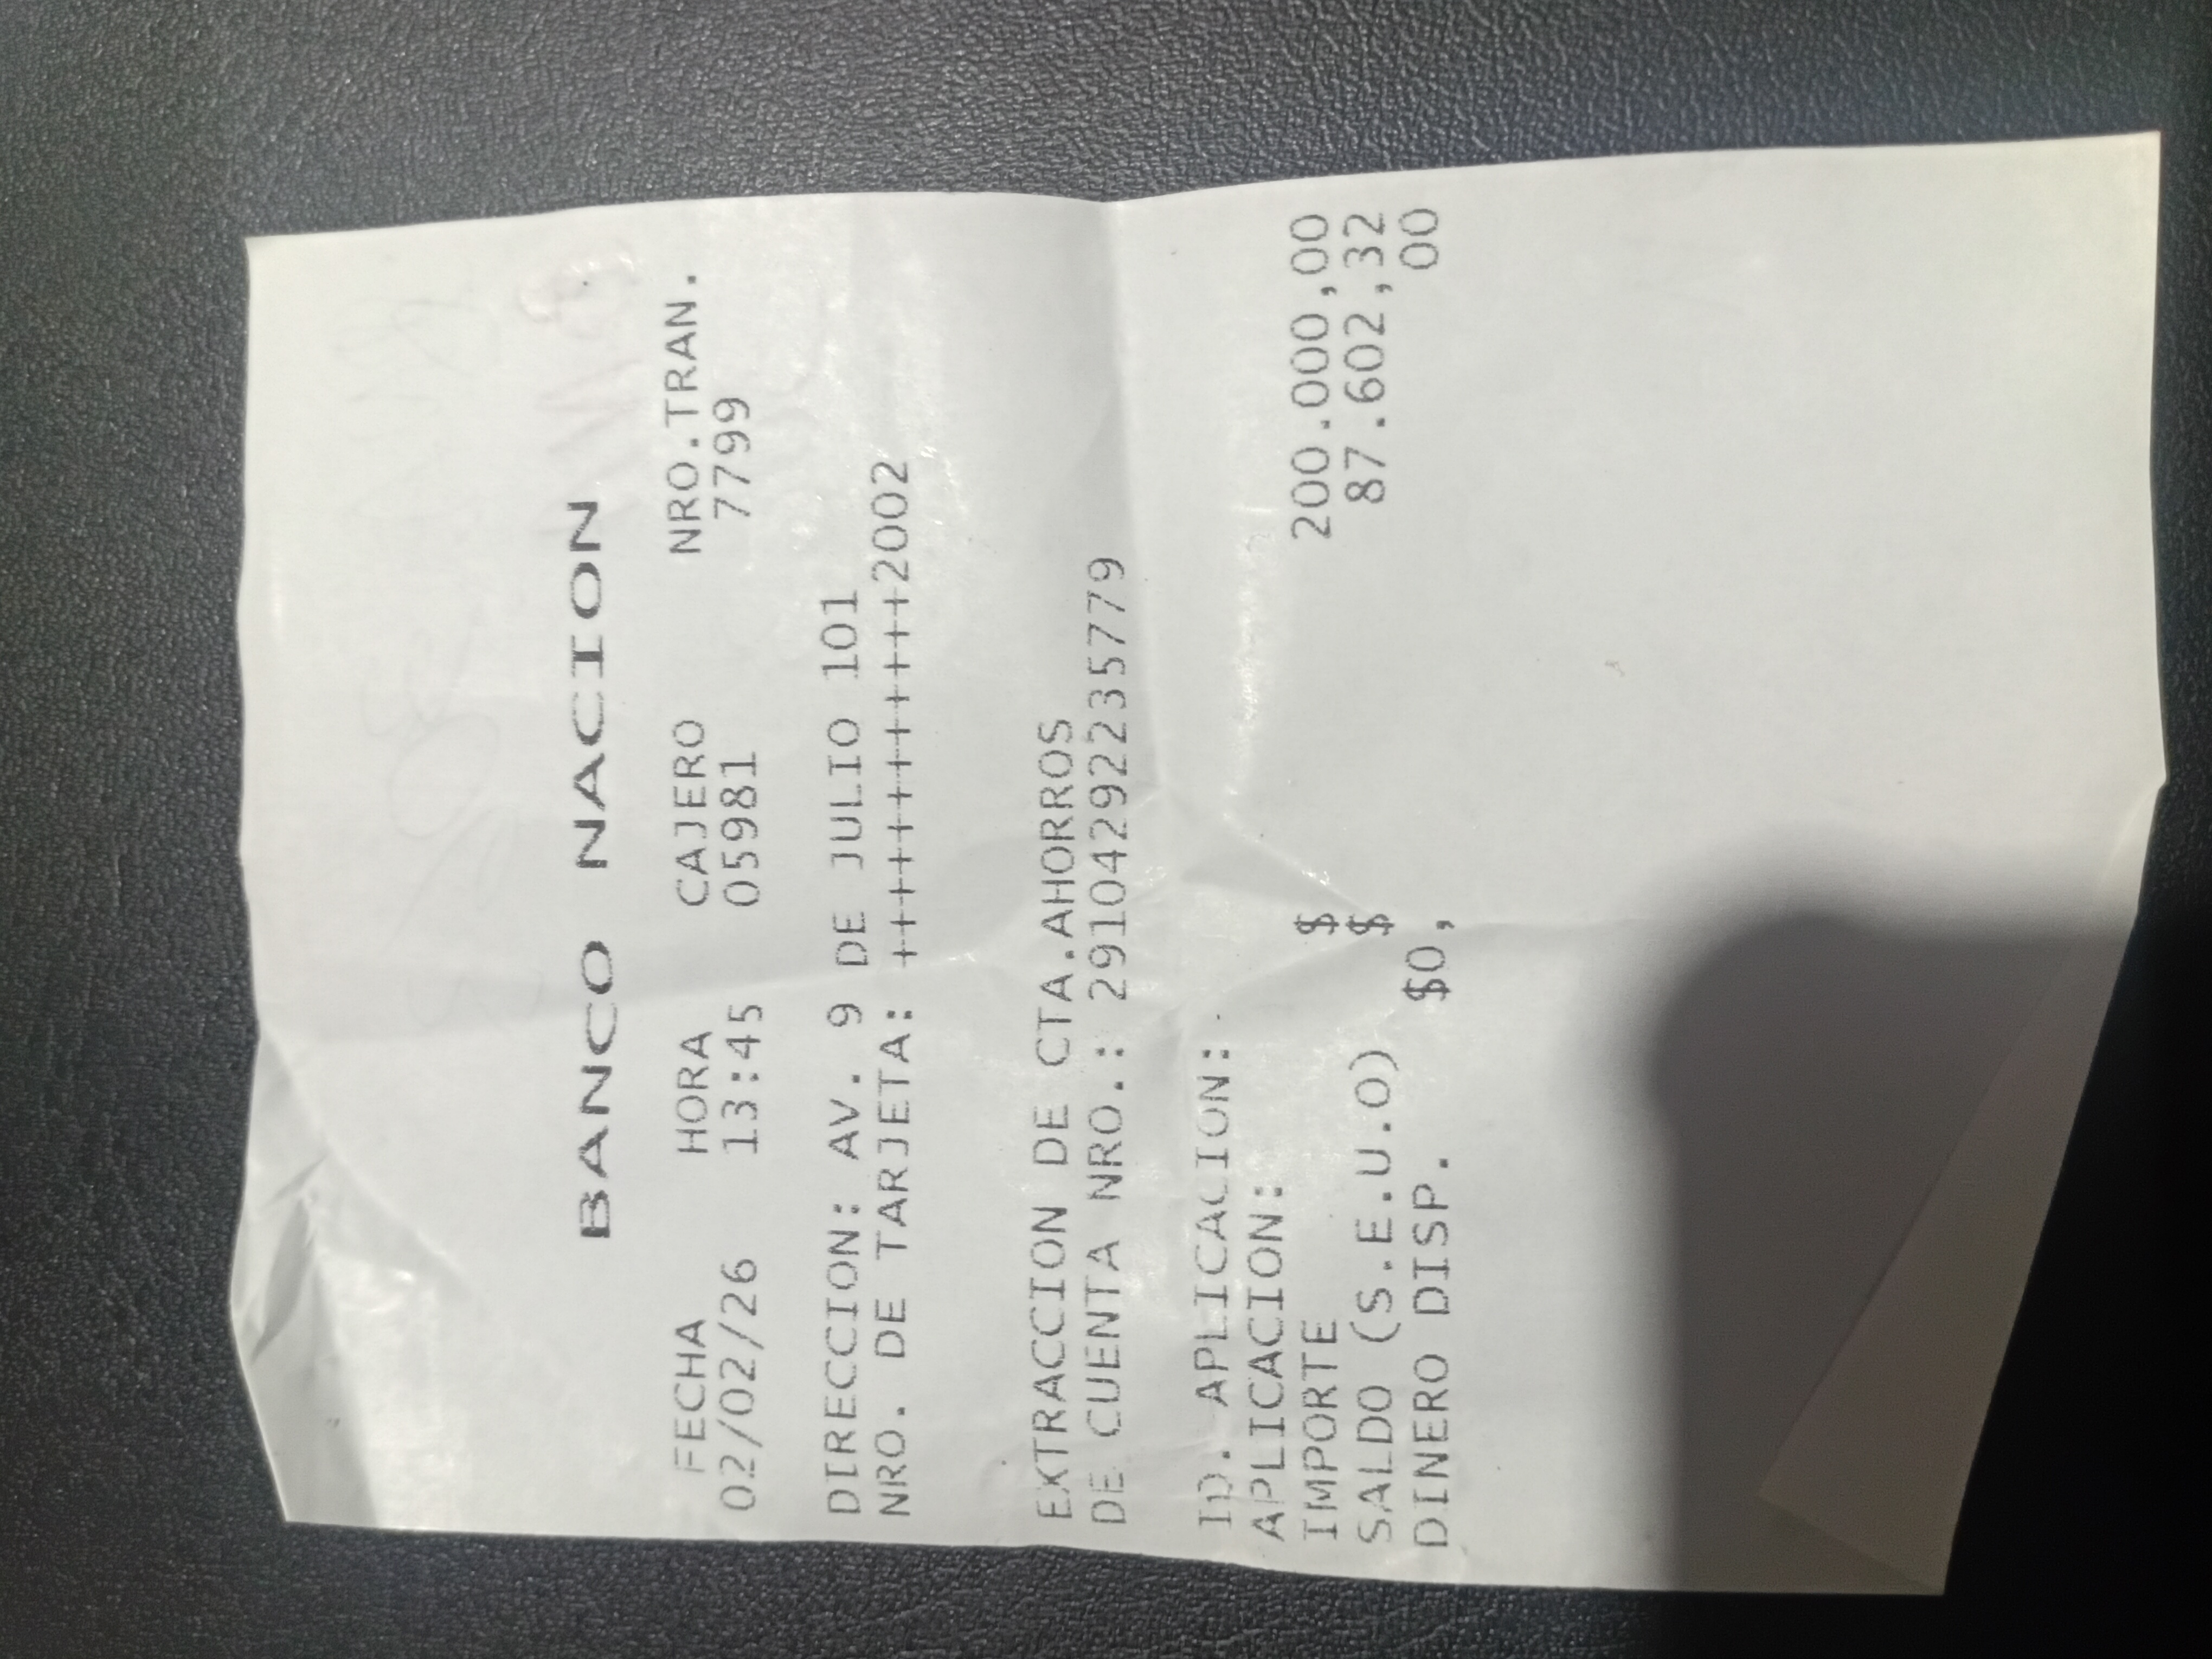 BANCO NACION
FECHA HORA CAJERO NRO.TRAN.
02/02/26 13:45 05981 7799
DIRECCION: AV. 9 DE JULIO 101
NRO. DE TARJETA: ++++++++++++2002
EXTRACCION DE CTA.AHORROS
DE CUENTA NRO.: 29104292235779
ID. APLICACION:
APLICACION:
IMPORTE $ 200.000,00
SALDO (S.E.U.O) $ 87.602,32
DINERO DISP. $0, 00